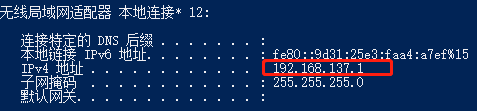 无线局域网适配器 本地连接* 12:
连接特定的 DNS 后缀 . . . . . . . :
本地链接 IPv6 地址. . . . . . . . : fe80::9d31:25e3:faa4:a7ef%15
IPv4 地址 . . . . . . . . . . . . : 192.168.137.1
子网掩码 . . . . . . . . . . . . : 255.255.255.0
默认网关. . . . . . . . . . . . . :